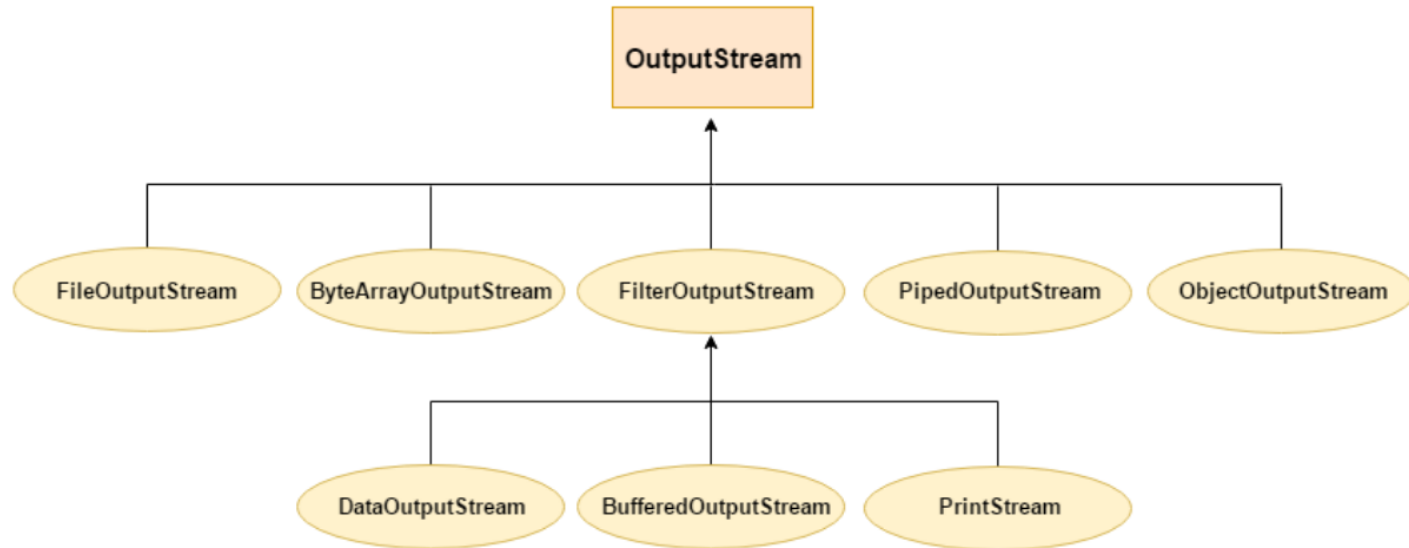 OutputStream
FileOutputStream
ByteArrayOutputStream
FilterOutputStream
PipedOutputStream
ObjectOutputStream
DataOutputStream
BufferedOutputStream
PrintStream